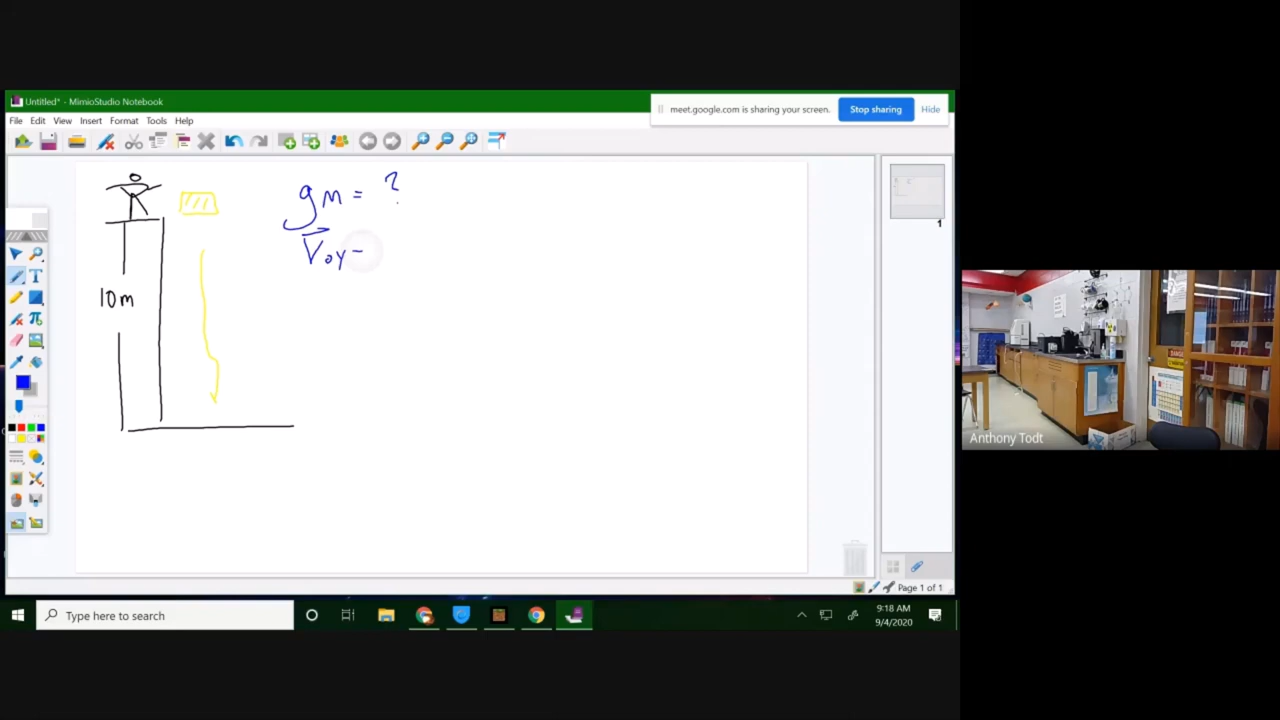 Untitled* - MimioStudio Notebook
meet.google.com is sharing your screen.
Stop sharing
Hide
File Edit View Insert Format Tools Help
gm = ?
Voy =
10m
1
Anthony Todt
Page 1 of 1
Type here to search
9:18 AM
9/4/2020